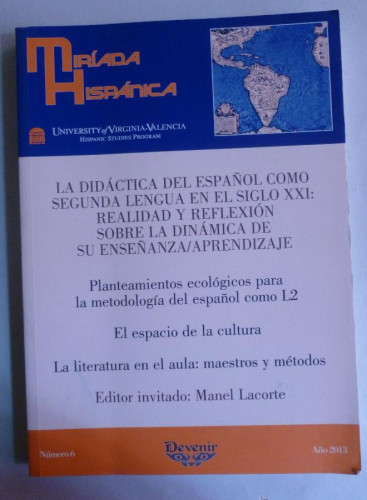 MIRÍADA
HISPÁNICA
UNIVERSITY of VIRGINIA-VALENCIA
HISPANIC STUDIES PROGRAM
LA DIDÁCTICA DEL ESPAÑOL COMO
SEGUNDA LENGUA EN EL SIGLO XXI:
REALIDAD Y REFLEXIÓN
SOBRE LA DINÁMICA DE
SU ENSEÑANZA/APRENDIZAJE
Planteamientos ecológicos para
la metodología del español como L2
El espacio de la cultura
La literatura en el aula: maestros y métodos
Editor invitado: Manel Lacorte
Número 6
Devenir
Año 2013